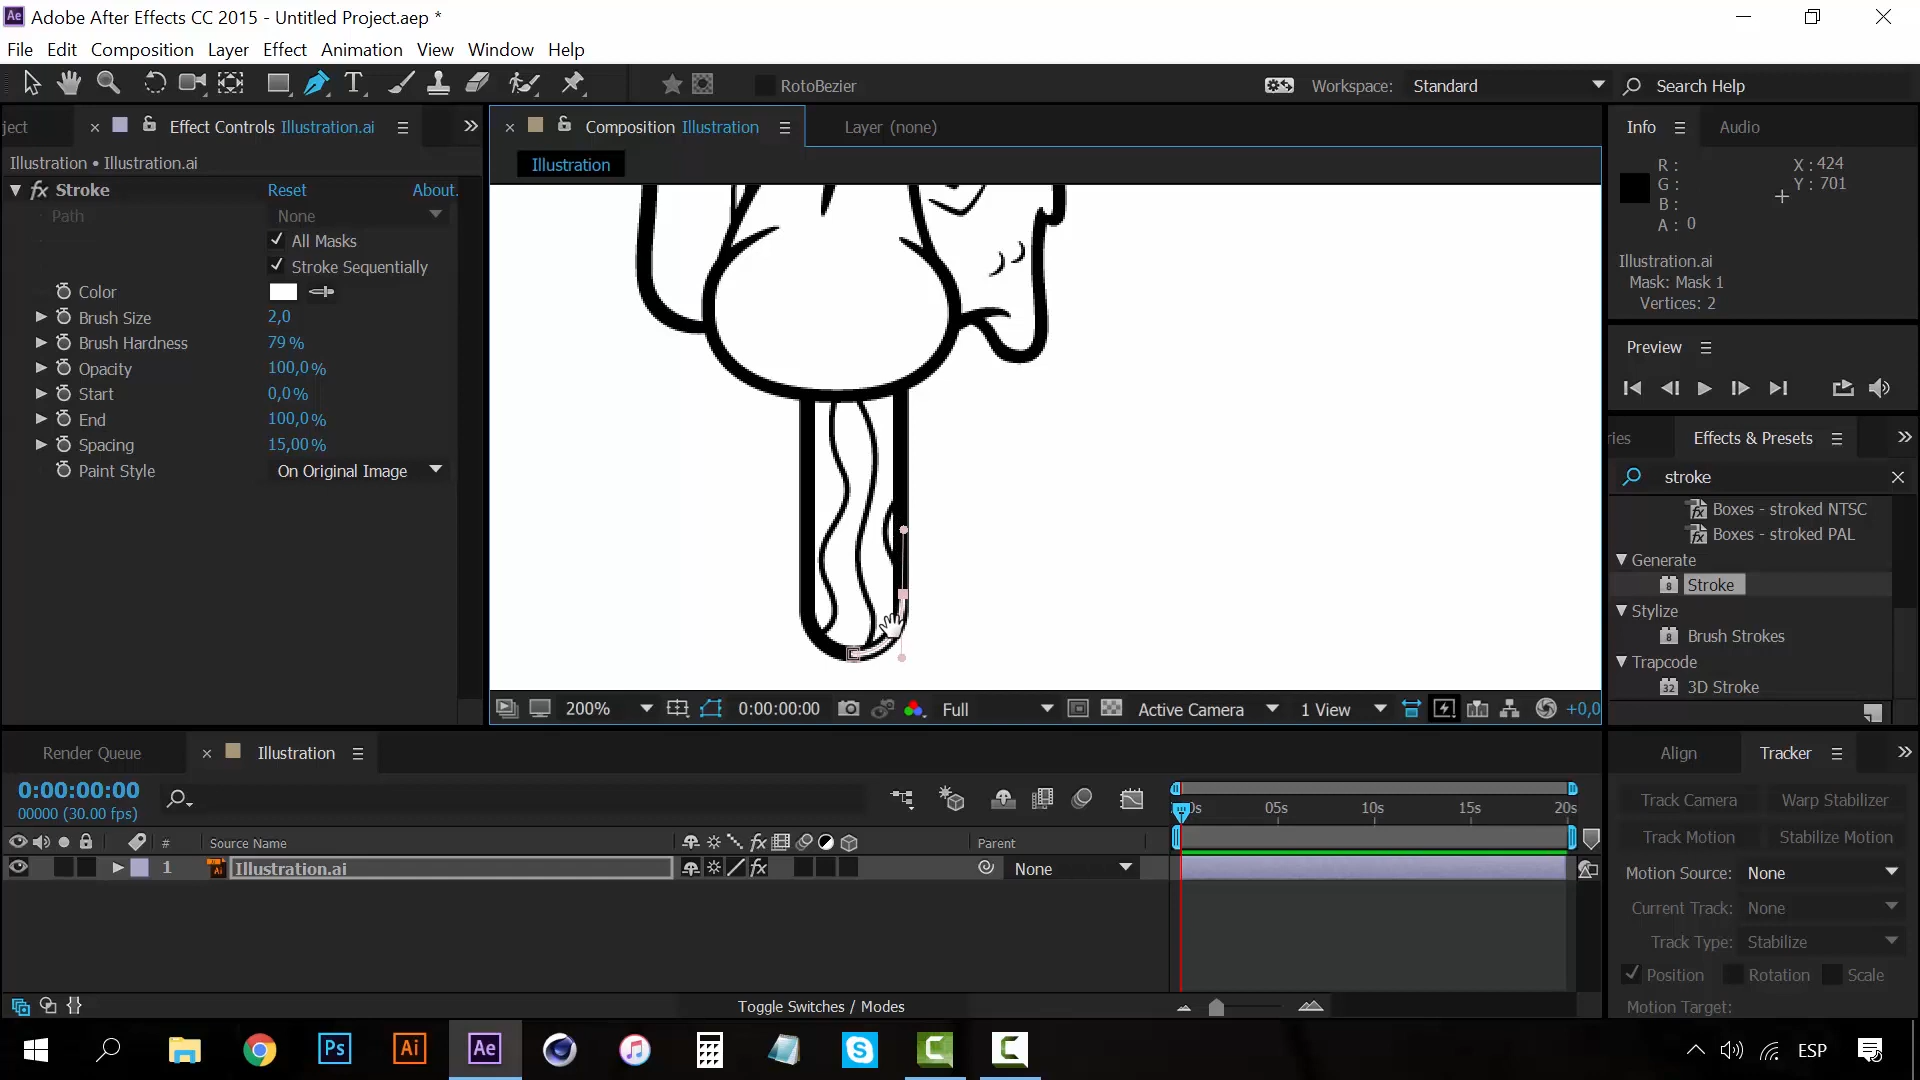 Adobe After Effects CC 2015 - Untitled Project.aep *
File Edit Composition Layer Effect Animation View Window Help
RotoBezier
Workspace: Standard
Search Help
ject
Effect Controls Illustration.ai
Illustration • Illustration.ai
fx Stroke Reset About.
Path None
All Masks
Stroke Sequentially
Color
Brush Size 2,0
Brush Hardness 79 %
Opacity 100,0 %
Start 0,0 %
End 100,0 %
Spacing 15,00 %
Paint Style On Original Image
Composition Illustration
Layer (none)
Illustration
200% 0:00:00:00 Full Active Camera 1 View +0,0
Info Audio
R :
G :
B :
A : 0
X : 424
Y : 701
Illustration.ai
Mask: Mask 1
Vertices: 2
Preview
ries Effects & Presets
stroke
Boxes - stroked NTSC
Boxes - stroked PAL
Generate
Stroke
Stylize
Brush Strokes
Trapcode
3D Stroke
Render Queue Illustration
0:00:00:00
00000 (30.00 fps)
# Source Name Parent
1 Illustration.ai None
0s 05s 10s 15s 20s
Toggle Switches / Modes
Align Tracker
Track Camera Warp Stabilizer
Track Motion Stabilize Motion
Motion Source: None
Current Track: None
Track Type: Stabilize
Position Rotation Scale
Motion Target:
Ps Ai Ae
ESP